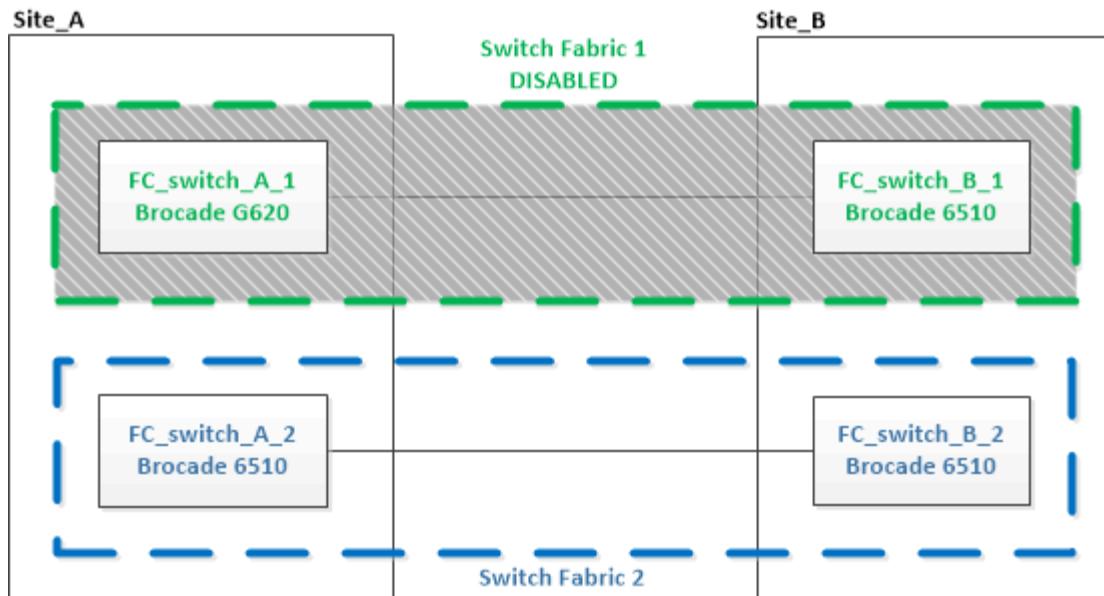 Site_A
Site_B
Switch Fabric 1
DISABLED
FC_switch_A_1
Brocade G620
FC_switch_B_1
Brocade 6510
FC_switch_A_2
Brocade 6510
FC_switch_B_2
Brocade 6510
Switch Fabric 2